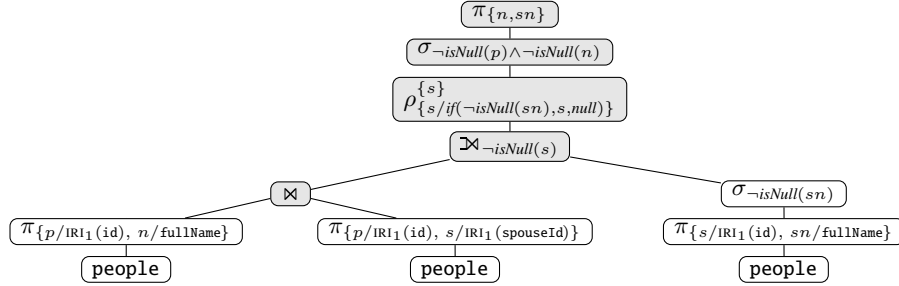 π{n,sn}
σ¬isNull(p)∧¬isNull(n)
ρ{s}{s/if(¬isNull(sn),s,null)}
⟕¬isNull(s)
⋈
σ¬isNull(sn)
π{p/IRI1(id), n/fullName}
π{p/IRI1(id), s/IRI1(spouseId)}
π{s/IRI1(id), sn/fullName}
people
people
people